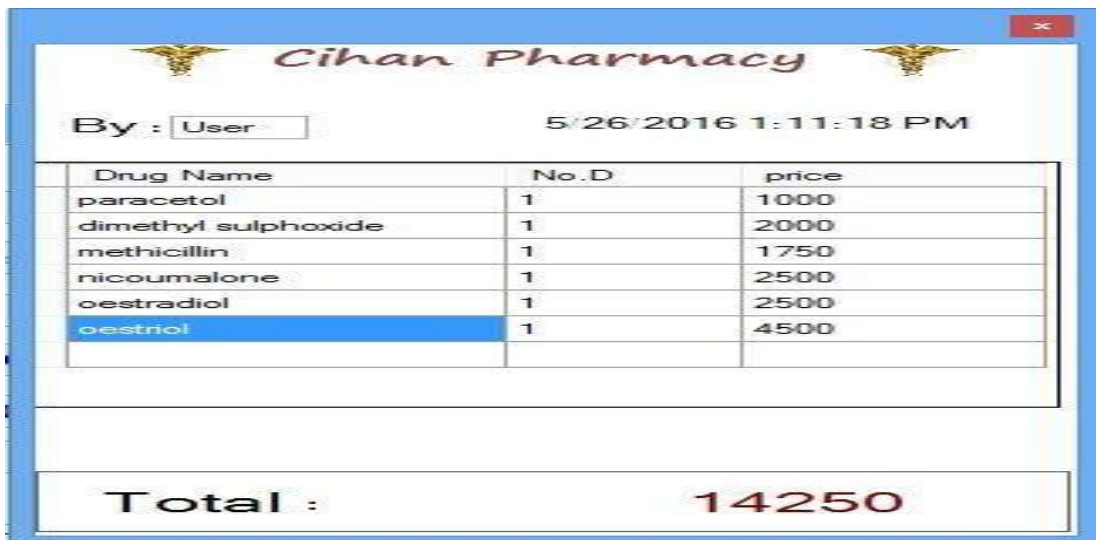 Cihan Pharmacy
By : User 5/26/2016 1:11:18 PM
Drug Name No.D price
paracetol 1 1000
dimethyl sulphoxide 1 2000
methicillin 1 1750
nicoumalone 1 2500
oestradiol 1 2500
oestriol 1 4500
Total : 14250